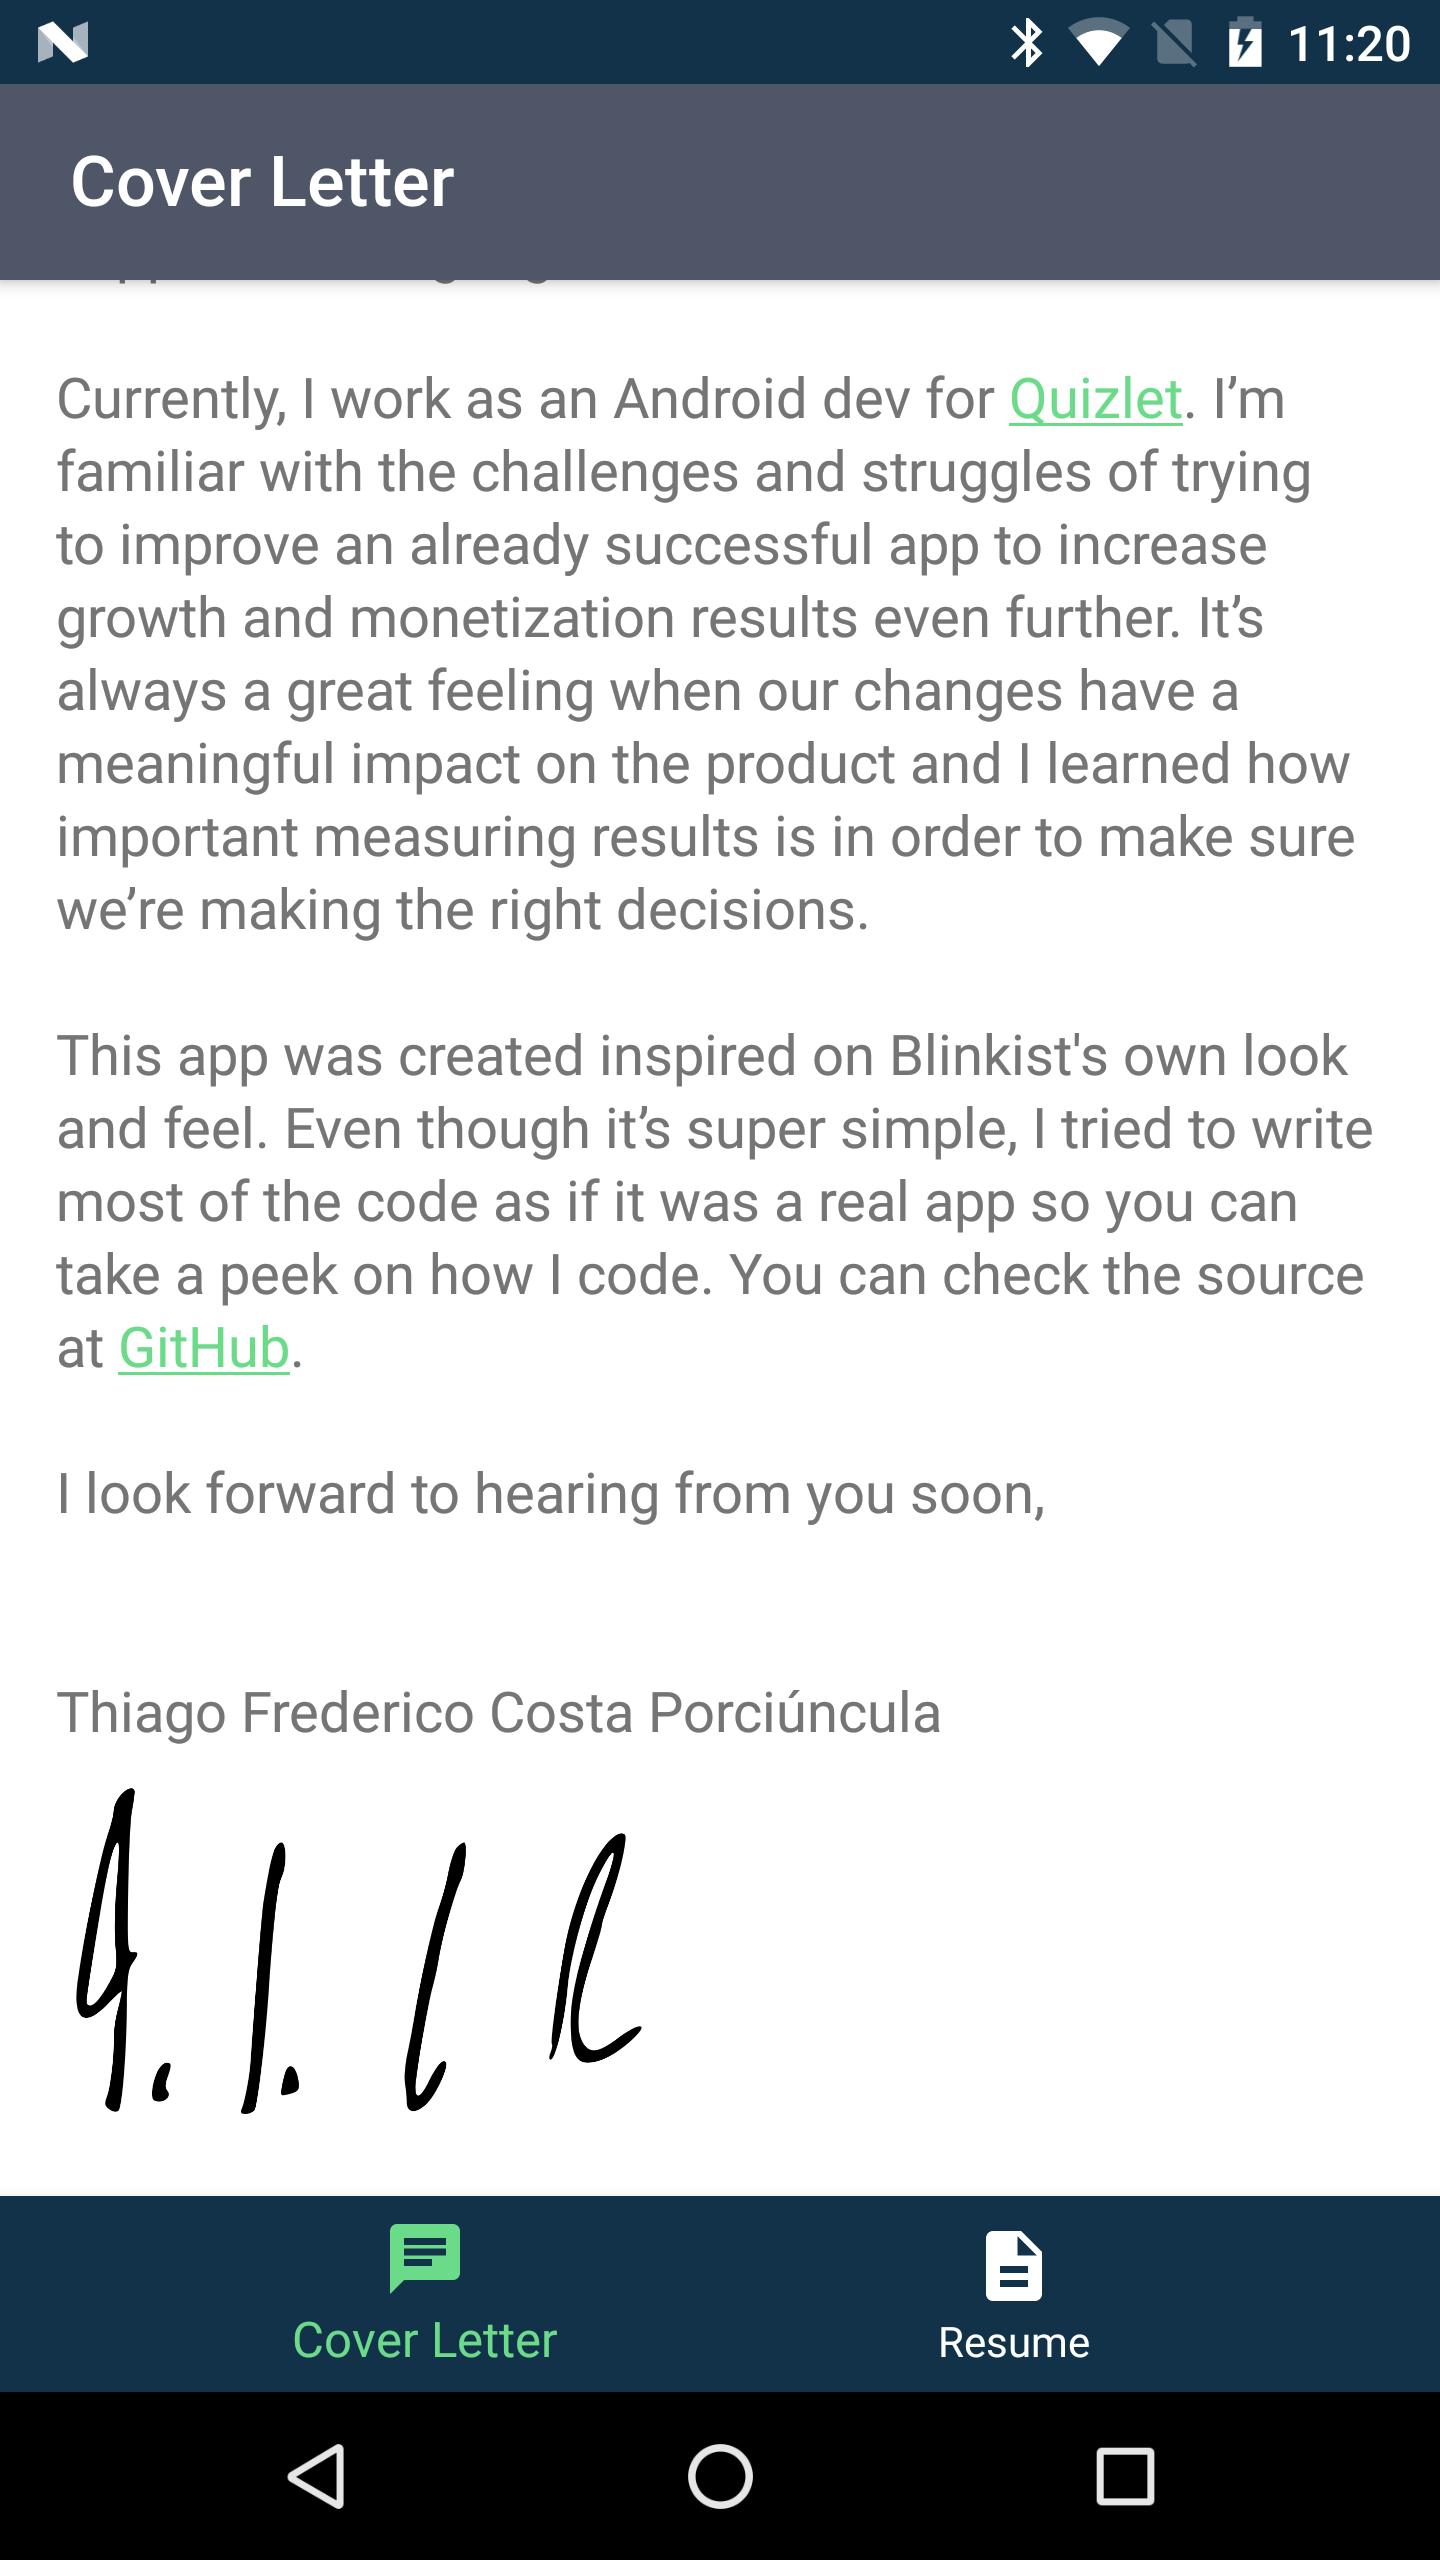 11:20
Cover Letter
Currently, I work as an Android dev for Quizlet. I’m
familiar with the challenges and struggles of trying
to improve an already successful app to increase
growth and monetization results even further. It’s
always a great feeling when our changes have a
meaningful impact on the product and I learned how
important measuring results is in order to make sure
we’re making the right decisions.
This app was created inspired on Blinkist's own look
and feel. Even though it’s super simple, I tried to write
most of the code as if it was a real app so you can
take a peek on how I code. You can check the source
at GitHub.
I look forward to hearing from you soon,
Thiago Frederico Costa Porciúncula
Cover Letter
Resume